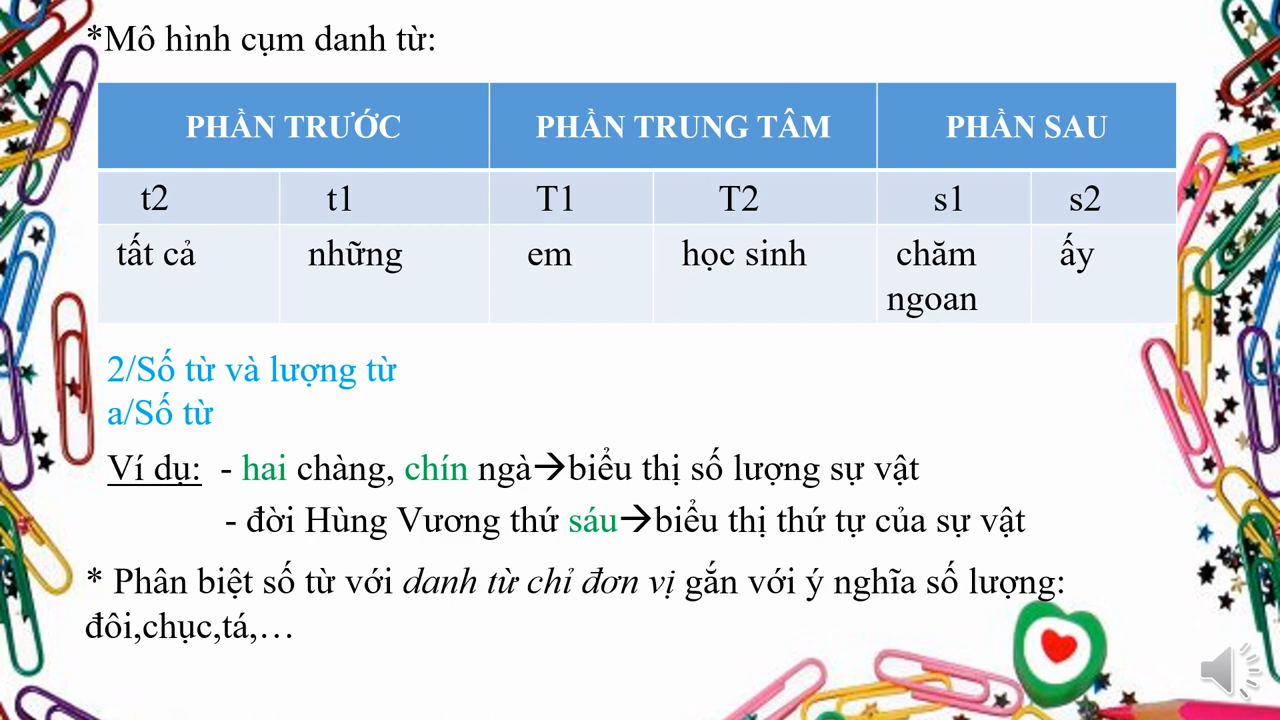 *Mô hình cụm danh từ:
PHẦN TRƯỚC PHẦN TRUNG TÂM PHẦN SAU
t2 t1 T1 T2 s1 s2
tất cả những em học sinh chăm ấy
ngoan
2/Số từ và lượng từ
a/Số từ
Ví dụ: - hai chàng, chín ngà→biểu thị số lượng sự vật
- đời Hùng Vương thứ sáu→biểu thị thứ tự của sự vật
* Phân biệt số từ với danh từ chỉ đơn vị gắn với ý nghĩa số lượng:
đôi,chục,tá,…